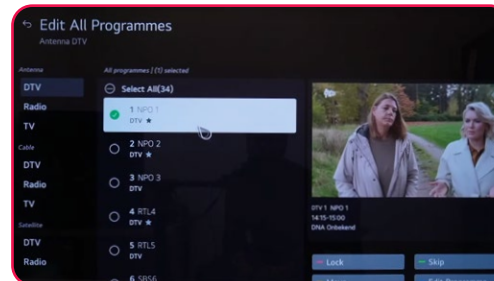 Edit All Programmes
Antenna DTV
Antenna
DTV
Radio
TV
Cable
DTV
Radio
TV
Satellite
DTV
Radio
All programmes | (1) selected
Select All(34)
1 NPO 1
DTV ★
2 NPO 2
DTV ★
3 NPO 3
DTV
4 RTL4
DTV ★
5 RTL5
DTV
6 SBS6
DTV 1 NPO 1
14:15-15:00
DNA Onbekend
Lock
Skip